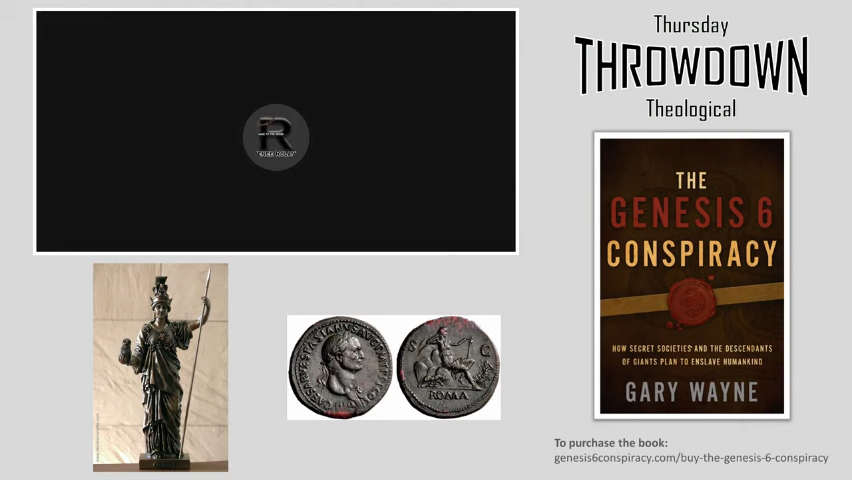 Thursday
THROWDOWN
Theological
THE
GENESIS 6
CONSPIRACY
HOW SECRET SOCIETIES AND THE DESCENDANTS
OF GIANTS PLAN TO ENSLAVE HUMANKIND
GARY WAYNE
To purchase the book:
genesis6conspiracy.com/buy-the-genesis-6-conspiracy
R
ROMA